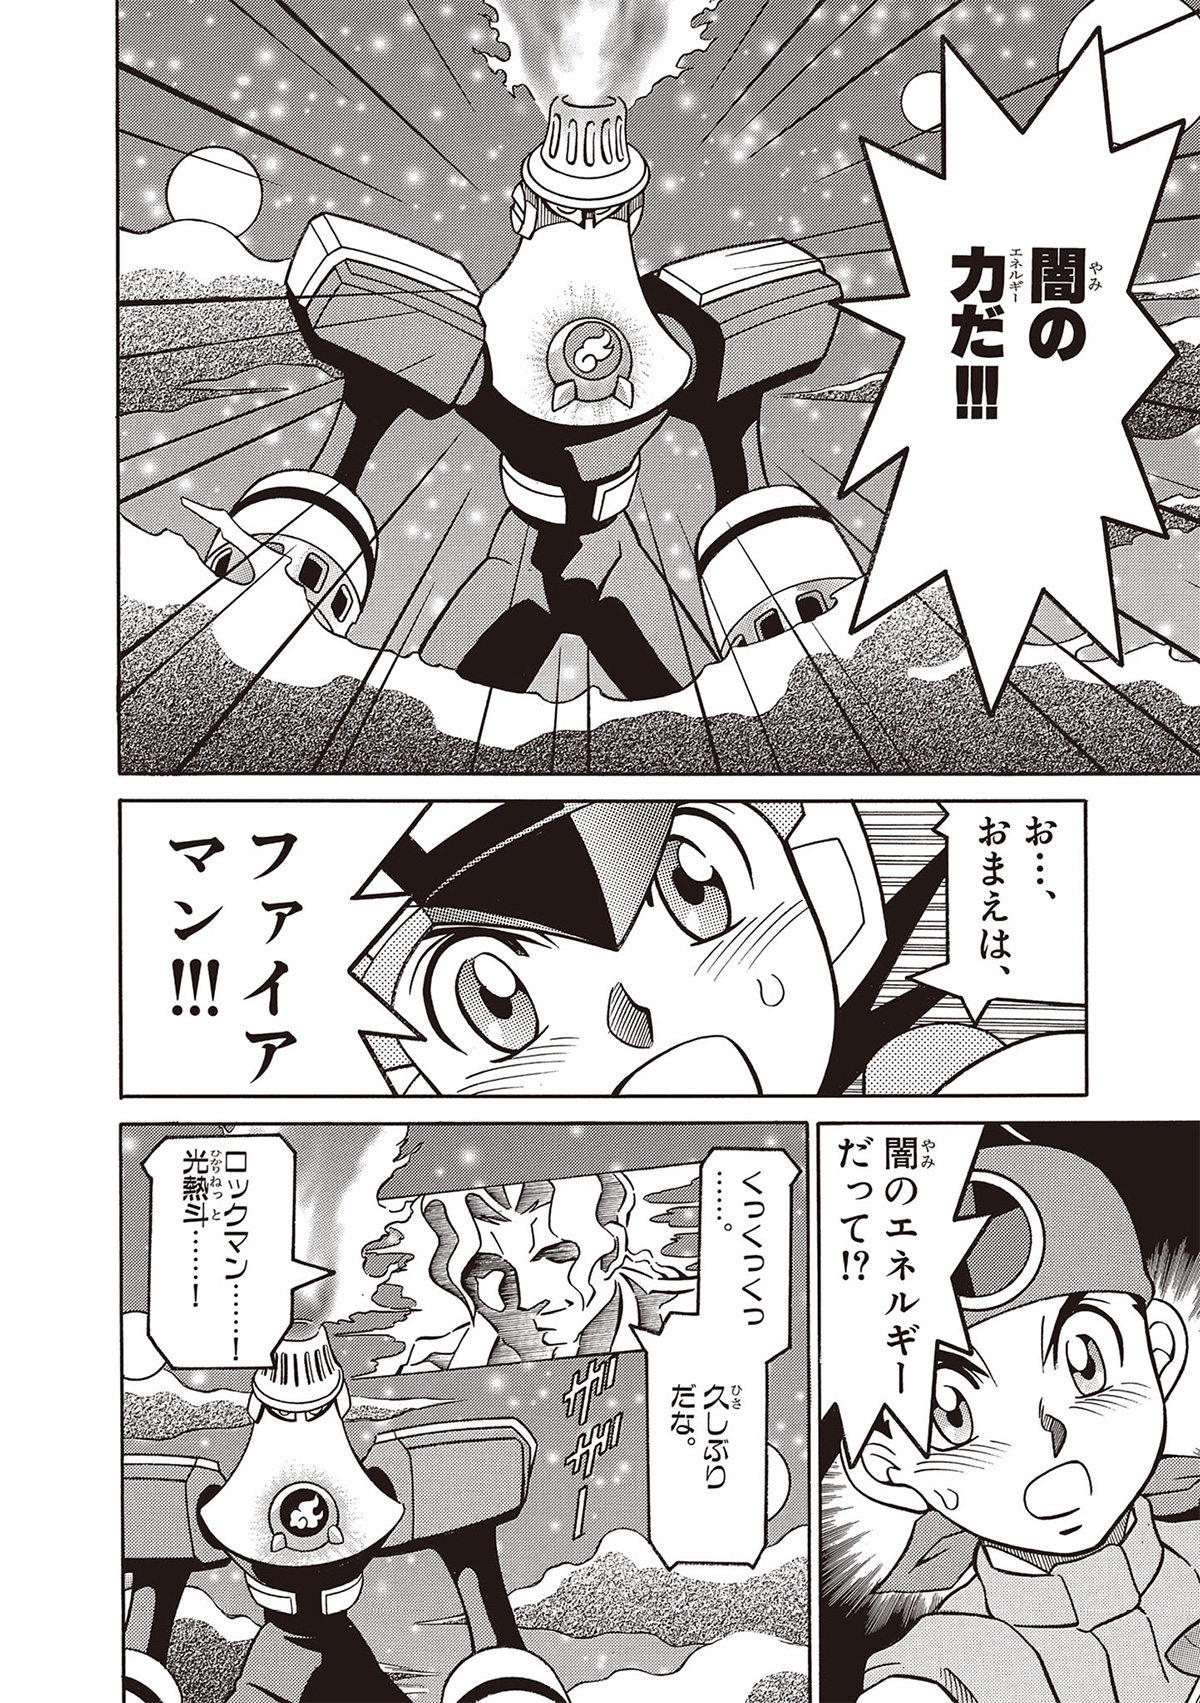 闇の
力だ!!!
お…、
おまえは、
ファイア
マン!!!
闇のエネルギー
だって!?
くっくっくっ
……。
久しぶり
だな。
ザザザー
ロックマン……!
光熱斗……!